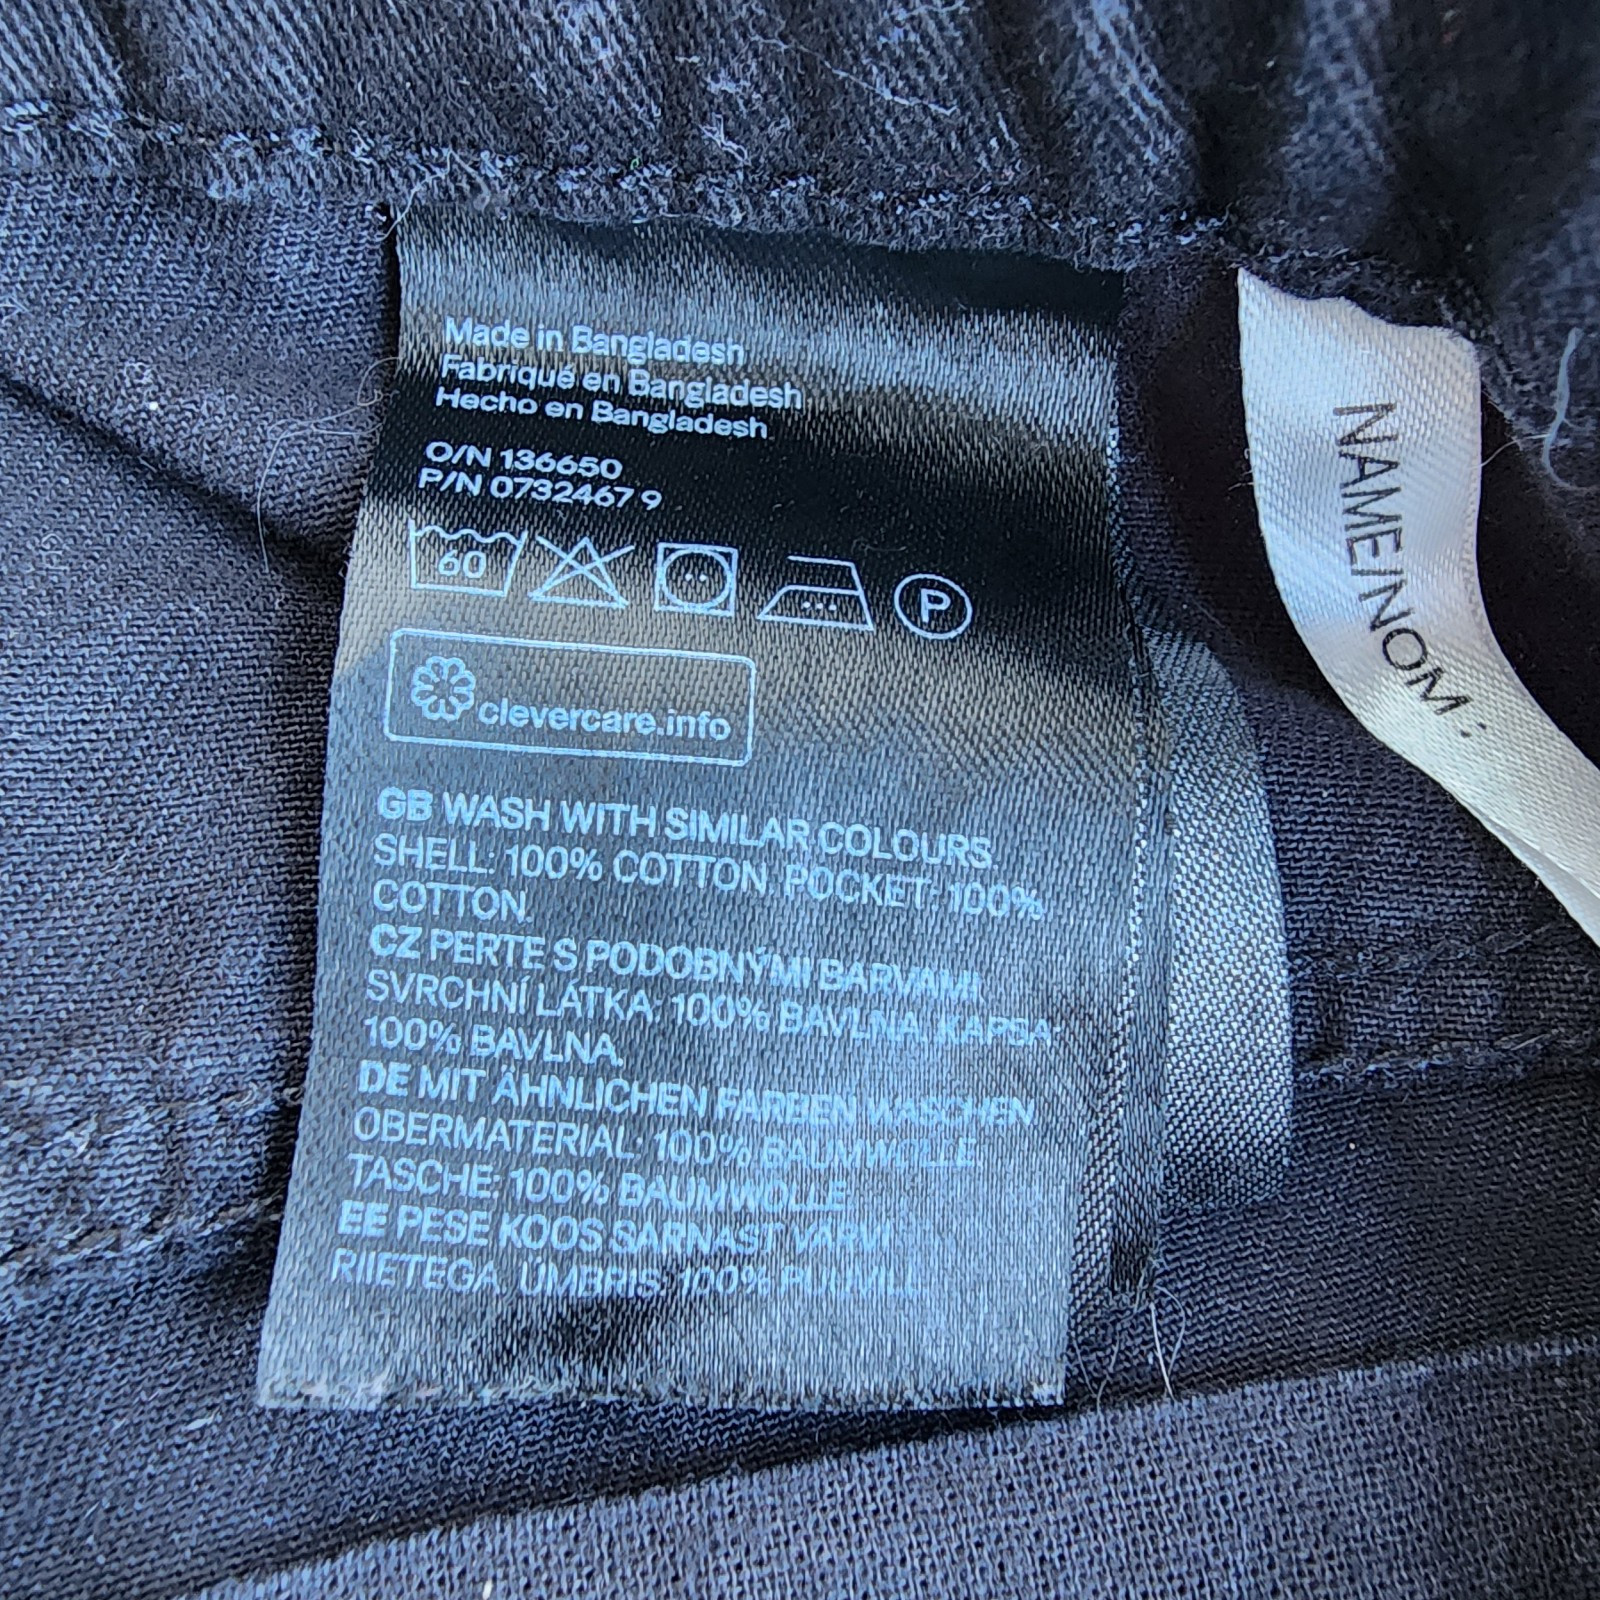 Made in Bangladesh
Fabriqué en Bangladesh
Hecho en Bangladesh
O/N 136650
P/N 0732467 9
60
P
clevercare.info
GB WASH WITH SIMILAR COLOURS.
SHELL: 100% COTTON. POCKET: 100%
COTTON.
CZ PERTE S PODOBNÝMI BARVAMI.
SVRCHNÍ LÁTKA: 100% BAVLNA. KAPSA:
100% BAVLNA.
DE MIT ÄHNLICHEN FARBEN WASCHEN.
OBERMATERIAL: 100% BAUMWOLLE.
TASCHE: 100% BAUMWOLLE.
EE PESE KOOS SARNAST VÄRVI
RIIETEGA. ÜMBRIS: 100% PUUVILL.
NAME/NOM :